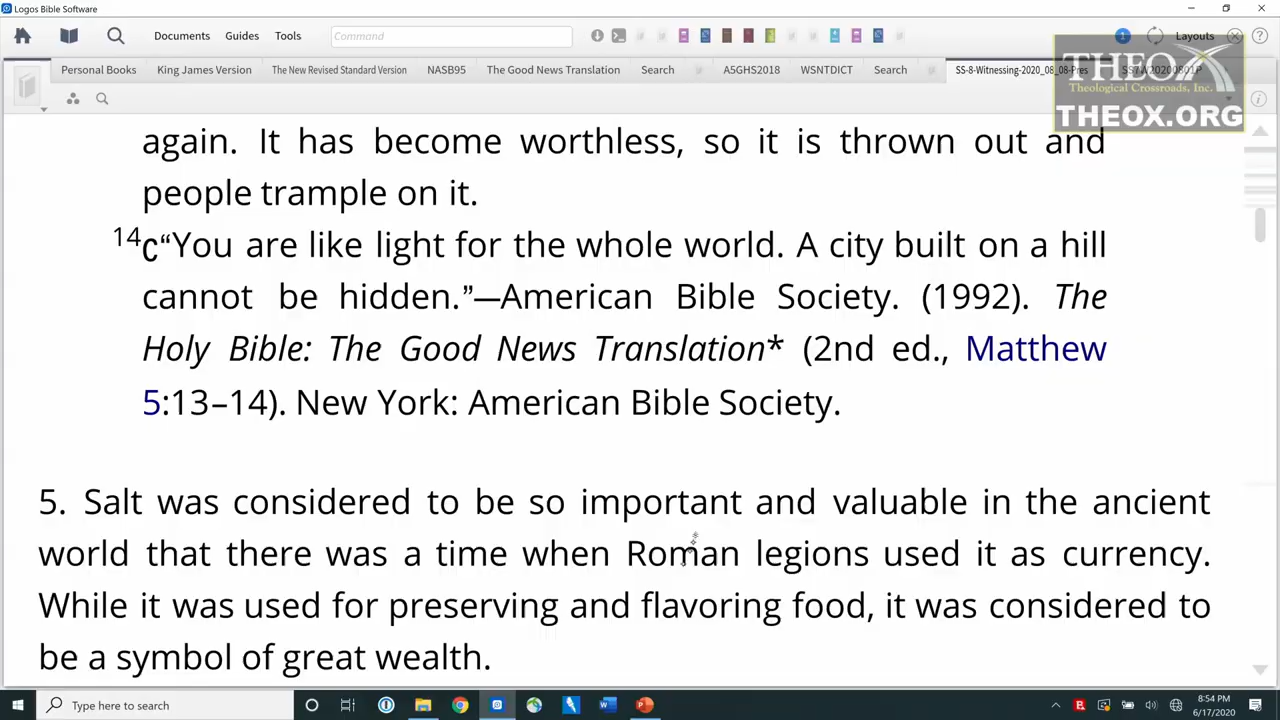 Logos Bible Software
Documents Guides Tools Command 1 Layouts
Personal Books King James Version The New Revised Stan The Good News Translation Search A5GHS2018 WSNTDICT Search SS-8-Witnessing-2020_08_08-Pres
THEOX
Theological Crossroads, Inc.
THEOX.ORG
again. It has become worthless, so it is thrown out and
people trample on it.
14C“You are like light for the whole world. A city built on a hill
cannot be hidden.”—American Bible Society. (1992). The
Holy Bible: The Good News Translation* (2nd ed., Matthew
5:13–14). New York: American Bible Society.
5. Salt was considered to be so important and valuable in the ancient
world that there was a time when Roman legions used it as currency.
While it was used for preserving and flavoring food, it was considered to
be a symbol of great wealth.
Type here to search
8:54 PM
6/17/2020